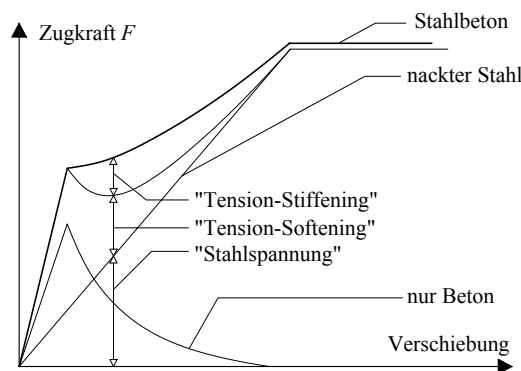 Zugkraft F
Stahlbeton
nackter Stahl
"Tension-Stiffening"
"Tension-Softening"
"Stahlspannung"
nur Beton
Verschiebung